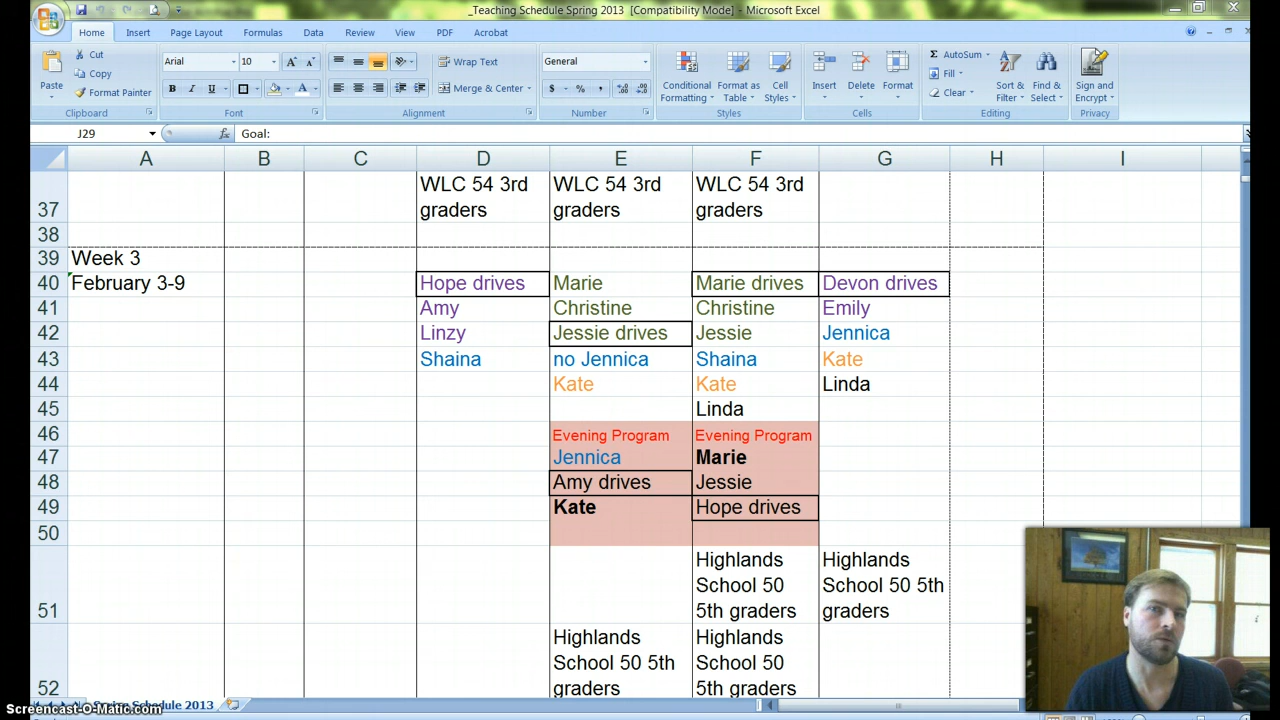 _Teaching Schedule Spring 2013 [Compatibility Mode] - Microsoft Excel
Home Insert Page Layout Formulas Data Review View PDF Acrobat
Cut
Copy
Format Painter
Paste
Clipboard
Arial 10
B I U
Font
Wrap Text
Merge & Center
Alignment
General
$ % ,
Number
Conditional Formatting
Format as Table
Cell Styles
Styles
Insert Delete Format
Cells
AutoSum
Fill
Clear
Sort & Filter
Find & Select
Editing
Sign and Encrypt
Privacy
J29 fx Goal:
A B C D E F G H I
37 WLC 54 3rd graders WLC 54 3rd graders WLC 54 3rd graders
38
39 Week 3
40 February 3-9 Hope drives Marie Marie drives Devon drives
41 Amy Christine Christine Emily
42 Linzy Jessie drives Jessie Jennica
43 Shaina no Jennica Shaina Kate
44 Kate Kate Linda
45 Linda
46 Evening Program Evening Program
47 Jennica Marie
48 Amy drives Jessie
49 Kate Hope drives
50
51 Highlands School 50 5th graders Highlands School 50 5th graders
52 Highlands School 50 5th graders Highlands School 50 5th graders
Schedule 2013
Screencast-O-Matic.com